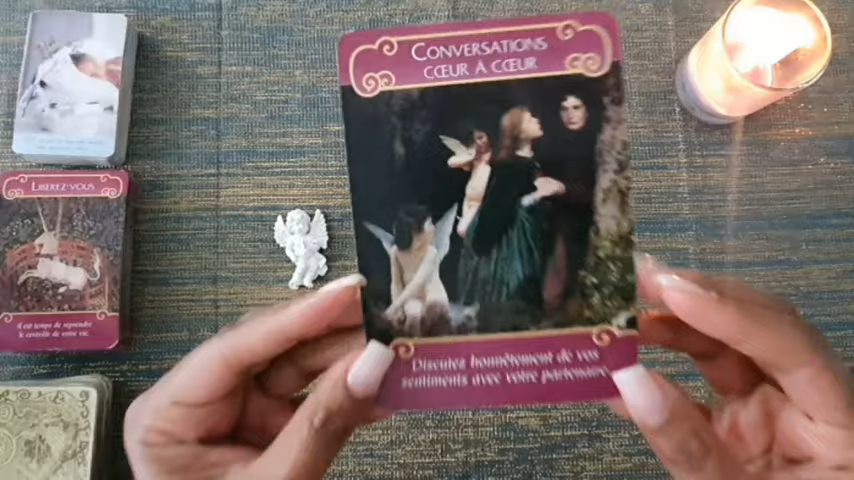 CONVERSATIONS
CŒUR À CŒUR
Discutez honnêtement de vos
sentiments avec votre partenaire.
LIBÉREZ-VOUS
Il est temps de reprendre
le contrôle de votre vie.